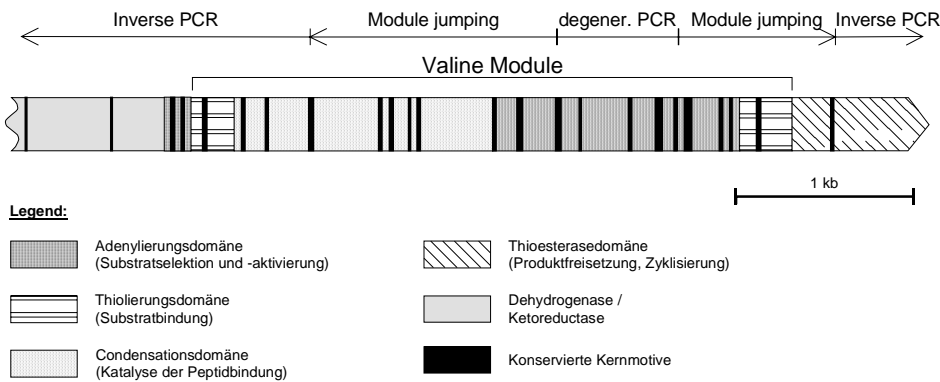 Inverse PCR
Module jumping
degener. PCR
Module jumping
Inverse PCR
Valine Module
1 kb
Legend:
Adenylierungsdomäne
(Substratselektion und -aktivierung)
Thioesterasedomäne
(Produktfreisetzung, Zyklisierung)
Thiolierungsdomäne
(Substratbindung)
Dehydrogenase /
Ketoreductase
Condensationsdomäne
(Katalyse der Peptidbindung)
Konservierte Kernmotive